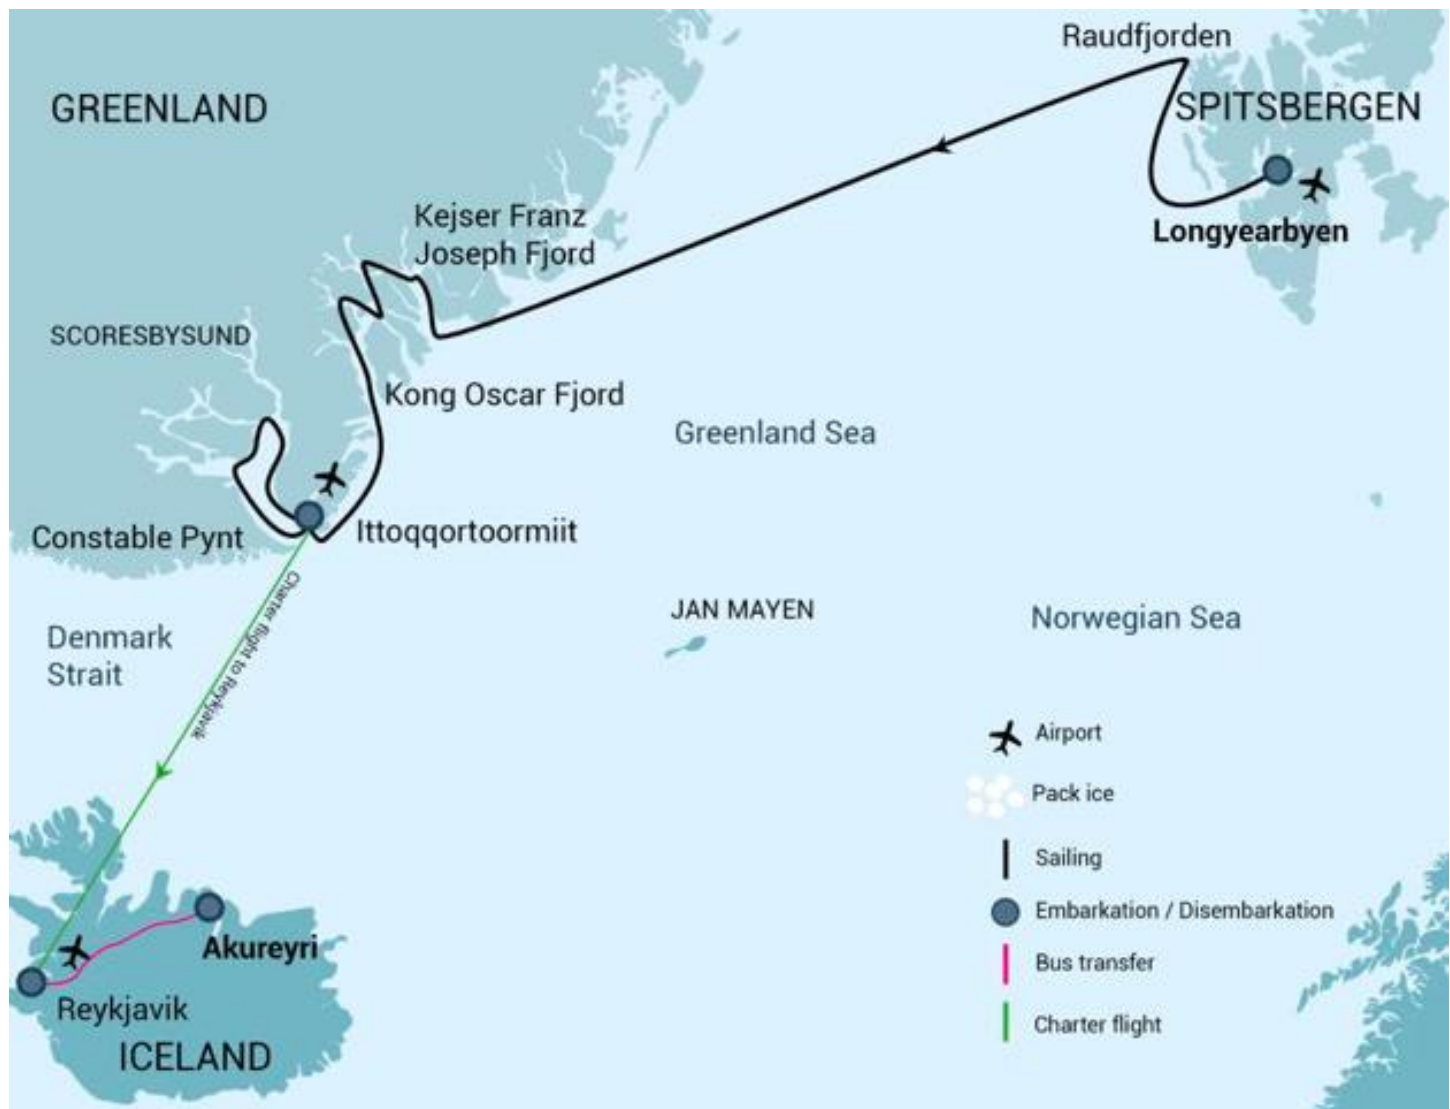 Raudfjorden
GREENLAND
SPITSBERGEN
Kejser Franz
Joseph Fjord
Longyearbyen
SCORESBYSUND
Kong Oscar Fjord
Greenland Sea
Constable Pynt
Ittoqqortoormiit
Charter flight to Reykjavik
JAN MAYEN
Norwegian Sea
Denmark
Strait
Airport
Pack ice
Sailing
Embarkation / Disembarkation
Bus transfer
Charter flight
Akureyri
Reykjavik
ICELAND